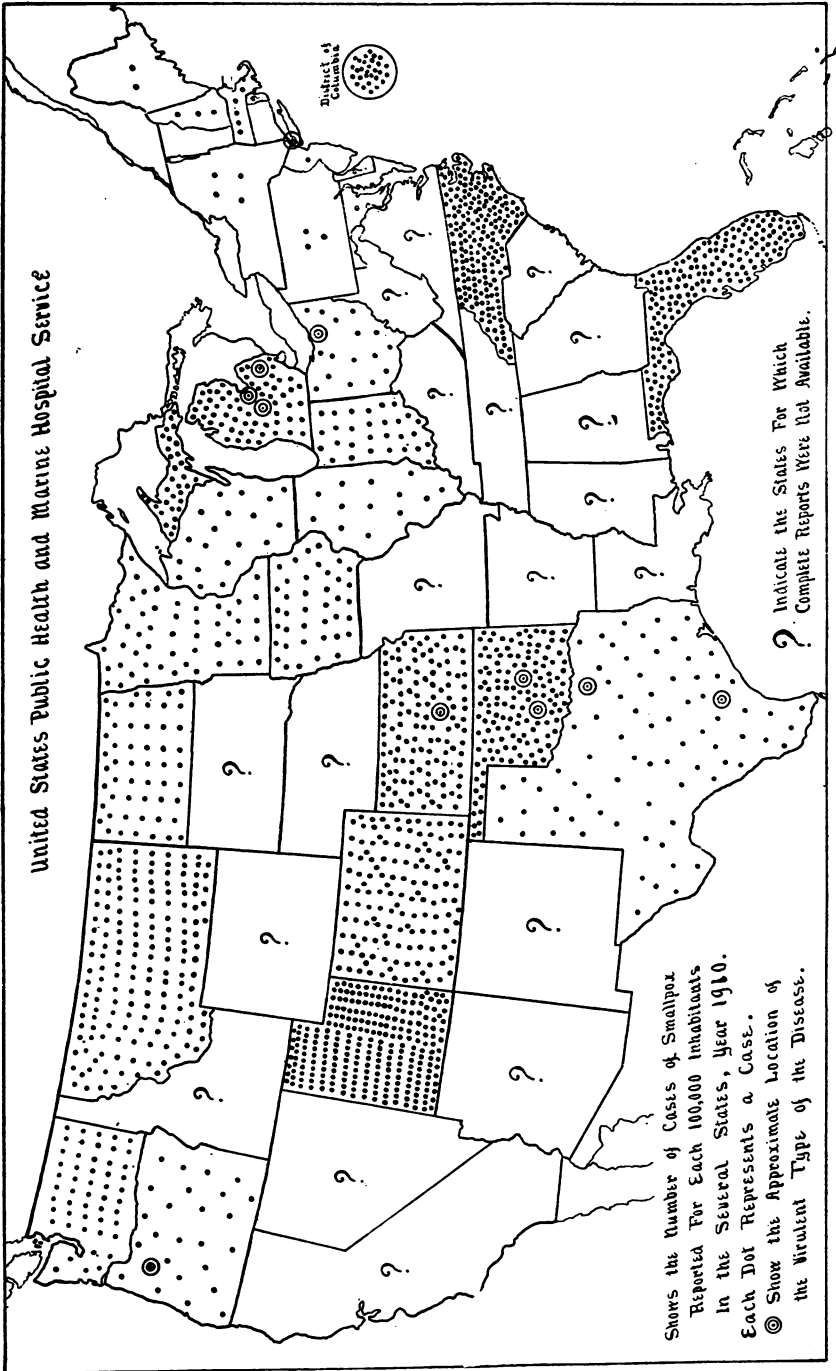 United States Public Health and Marine Hospital Service
District of
Columbia
Shows the Number of Cases of Smallpox
Reported For Each 100,000 Inhabitants
In the Several States, Year 1910.
Each Dot Represents a Case.
◎ Show the Approximate Location of
the Virulent Type of the Disease.
? Indicate the States For Which
Complete Reports Were Not Available.